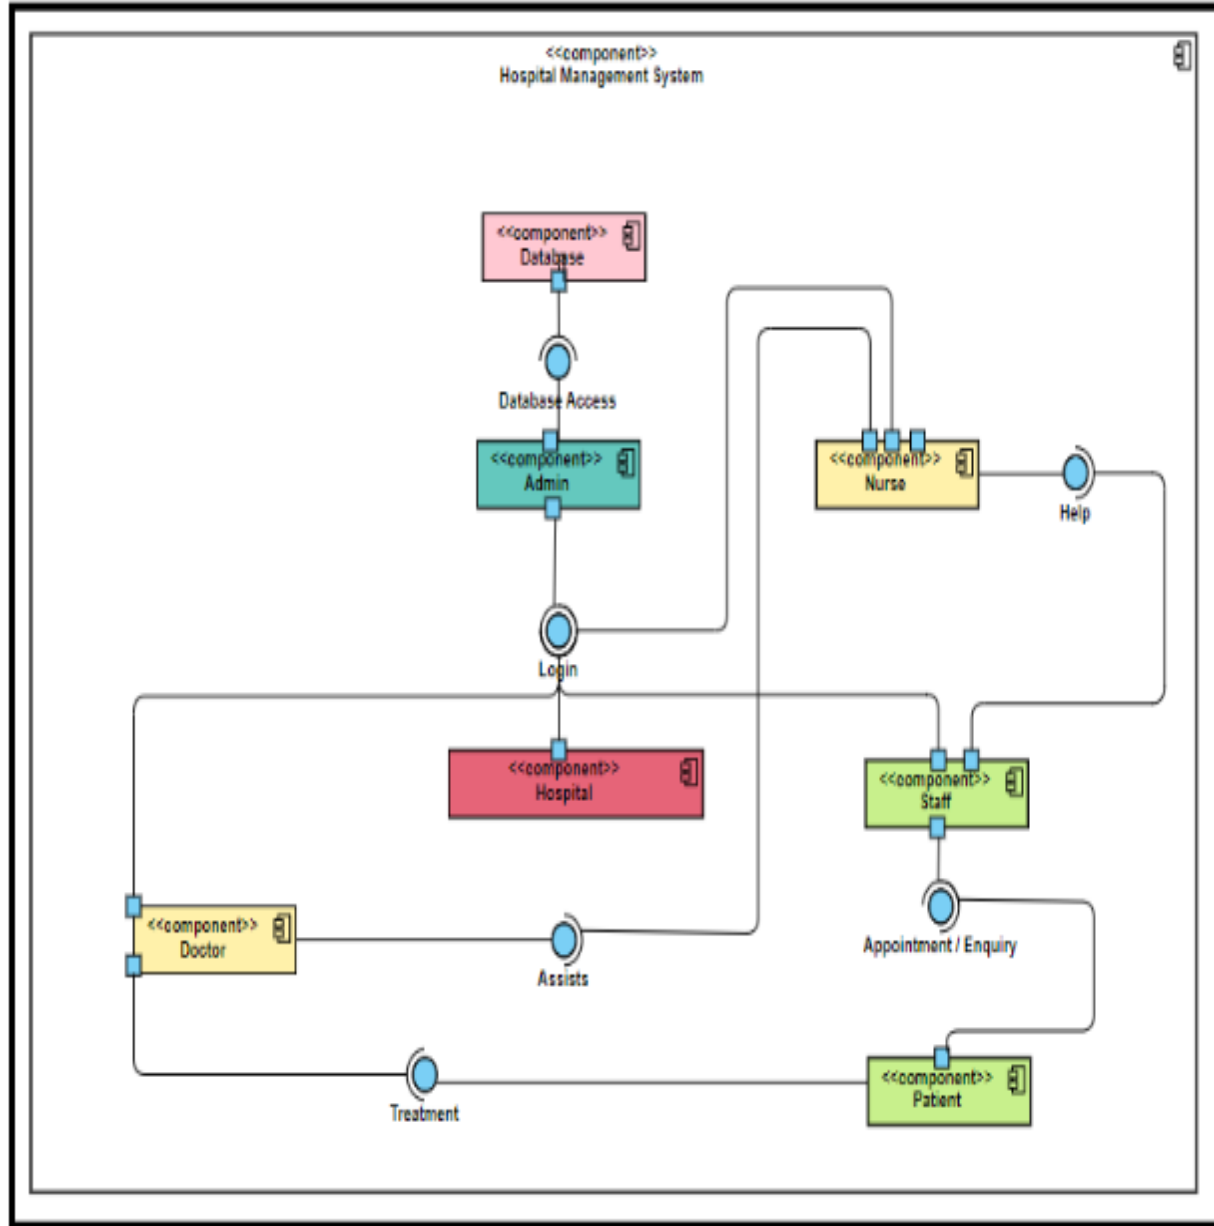 <<component>>
Hospital Management System
<<component>>
Database
Database Access
<<component>>
Admin
<<component>>
Nurse
Help
Login
<<component>>
Hospital
<<component>>
Staff
<<component>>
Doctor
Assists
Appointment / Enquiry
Treatment
<<component>>
Patient